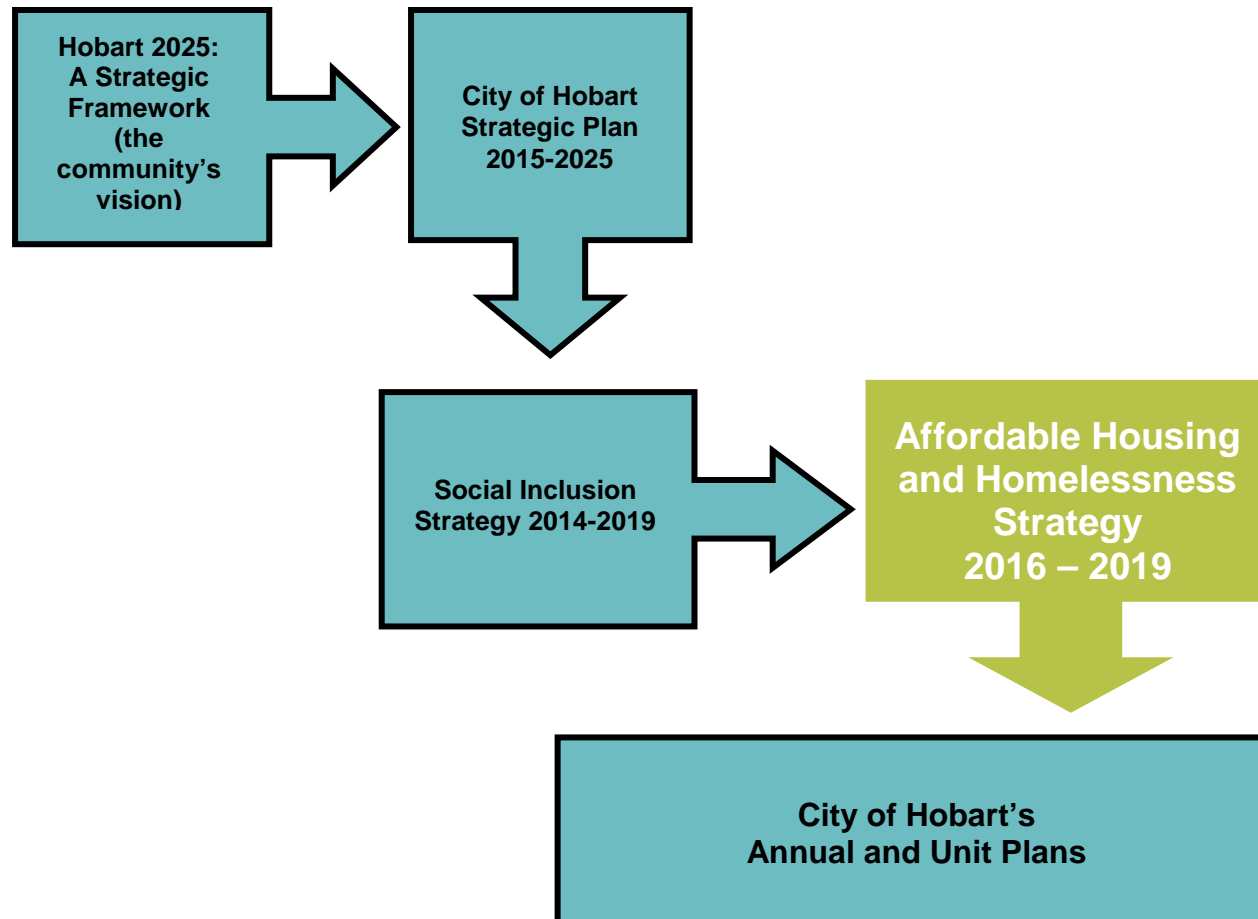 Hobart 2025:
A Strategic
Framework
(the
community’s
vision)
City of Hobart
Strategic Plan
2015-2025
Social Inclusion
Strategy 2014-2019
Affordable Housing
and Homelessness
Strategy
2016 – 2019
City of Hobart’s
Annual and Unit Plans